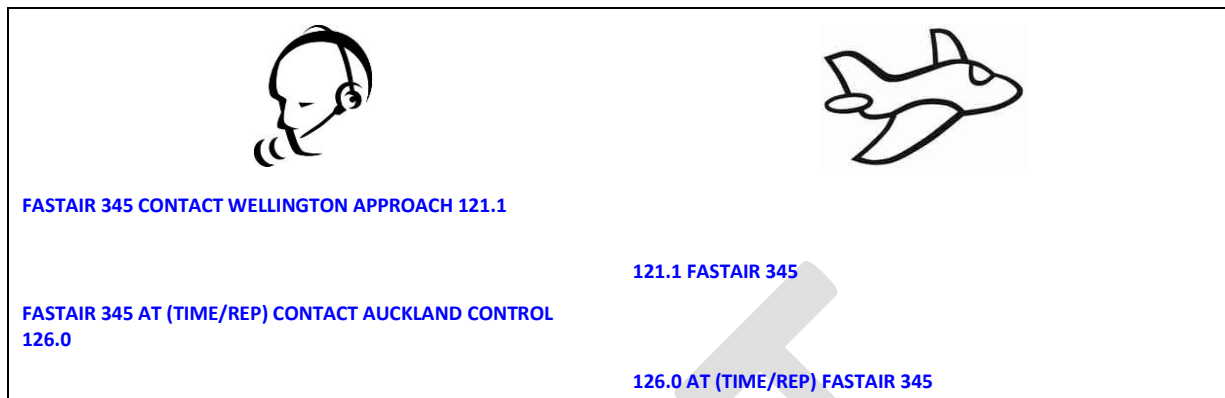 FASTAIR 345 CONTACT WELLINGTON APPROACH 121.1
121.1 FASTAIR 345
FASTAIR 345 AT (TIME/REP) CONTACT AUCKLAND CONTROL
126.0
126.0 AT (TIME/REP) FASTAIR 345